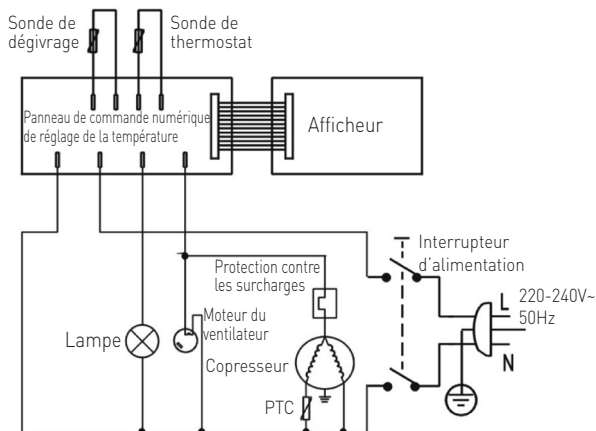 Sonde de
dégivrage
Sonde de
thermostat
Panneau de commande numérique
de réglage de la température
Afficheur
Interrupteur
d'alimentation
Protection contre
les surcharges
L
220-240V~
50Hz
N
Moteur du
ventilateur
Lampe
Copresseur
PTC